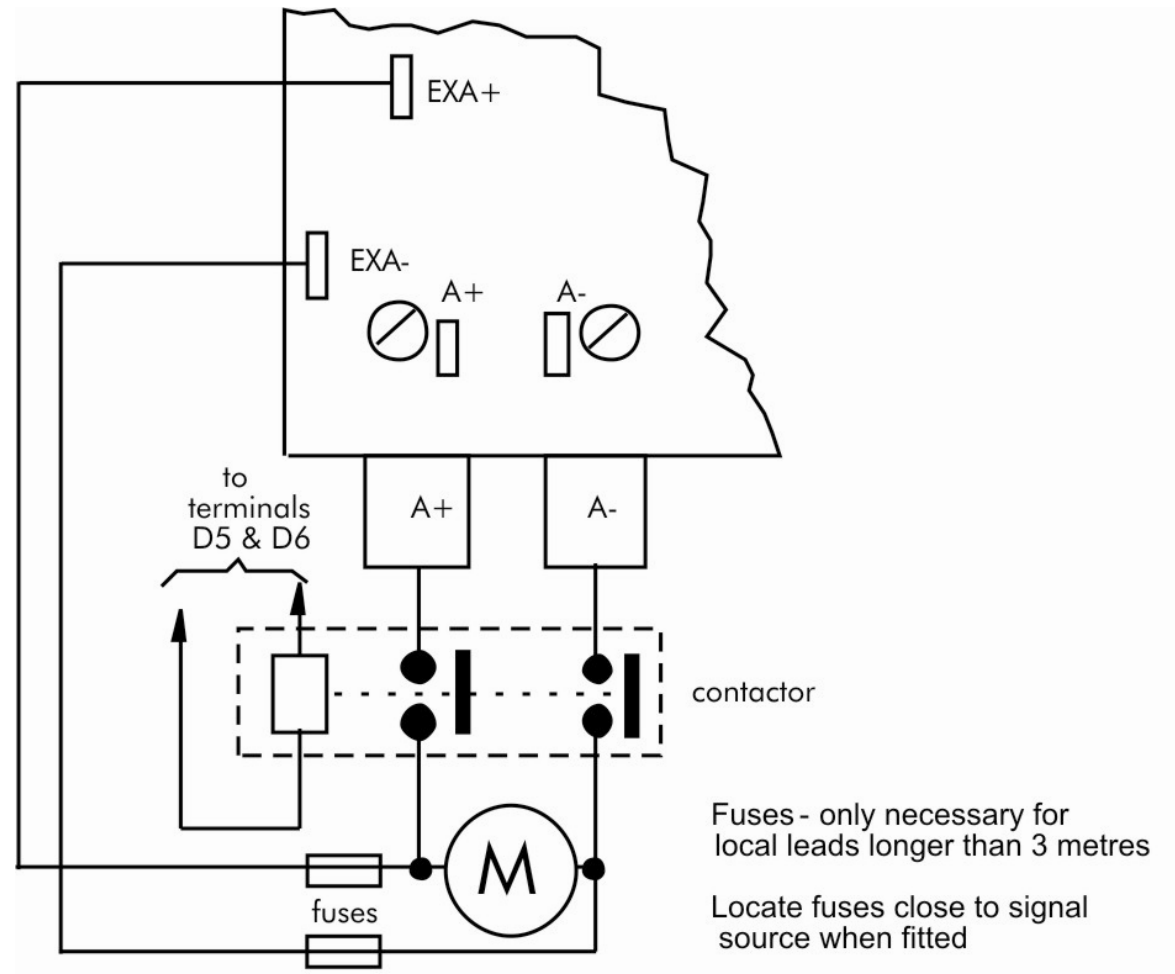 EXA+
EXA-
A+
A-
to
terminals
D5 & D6
A+
A-
contactor
M
fuses
Fuses - only necessary for
local leads longer than 3 metres
Locate fuses close to signal
source when fitted